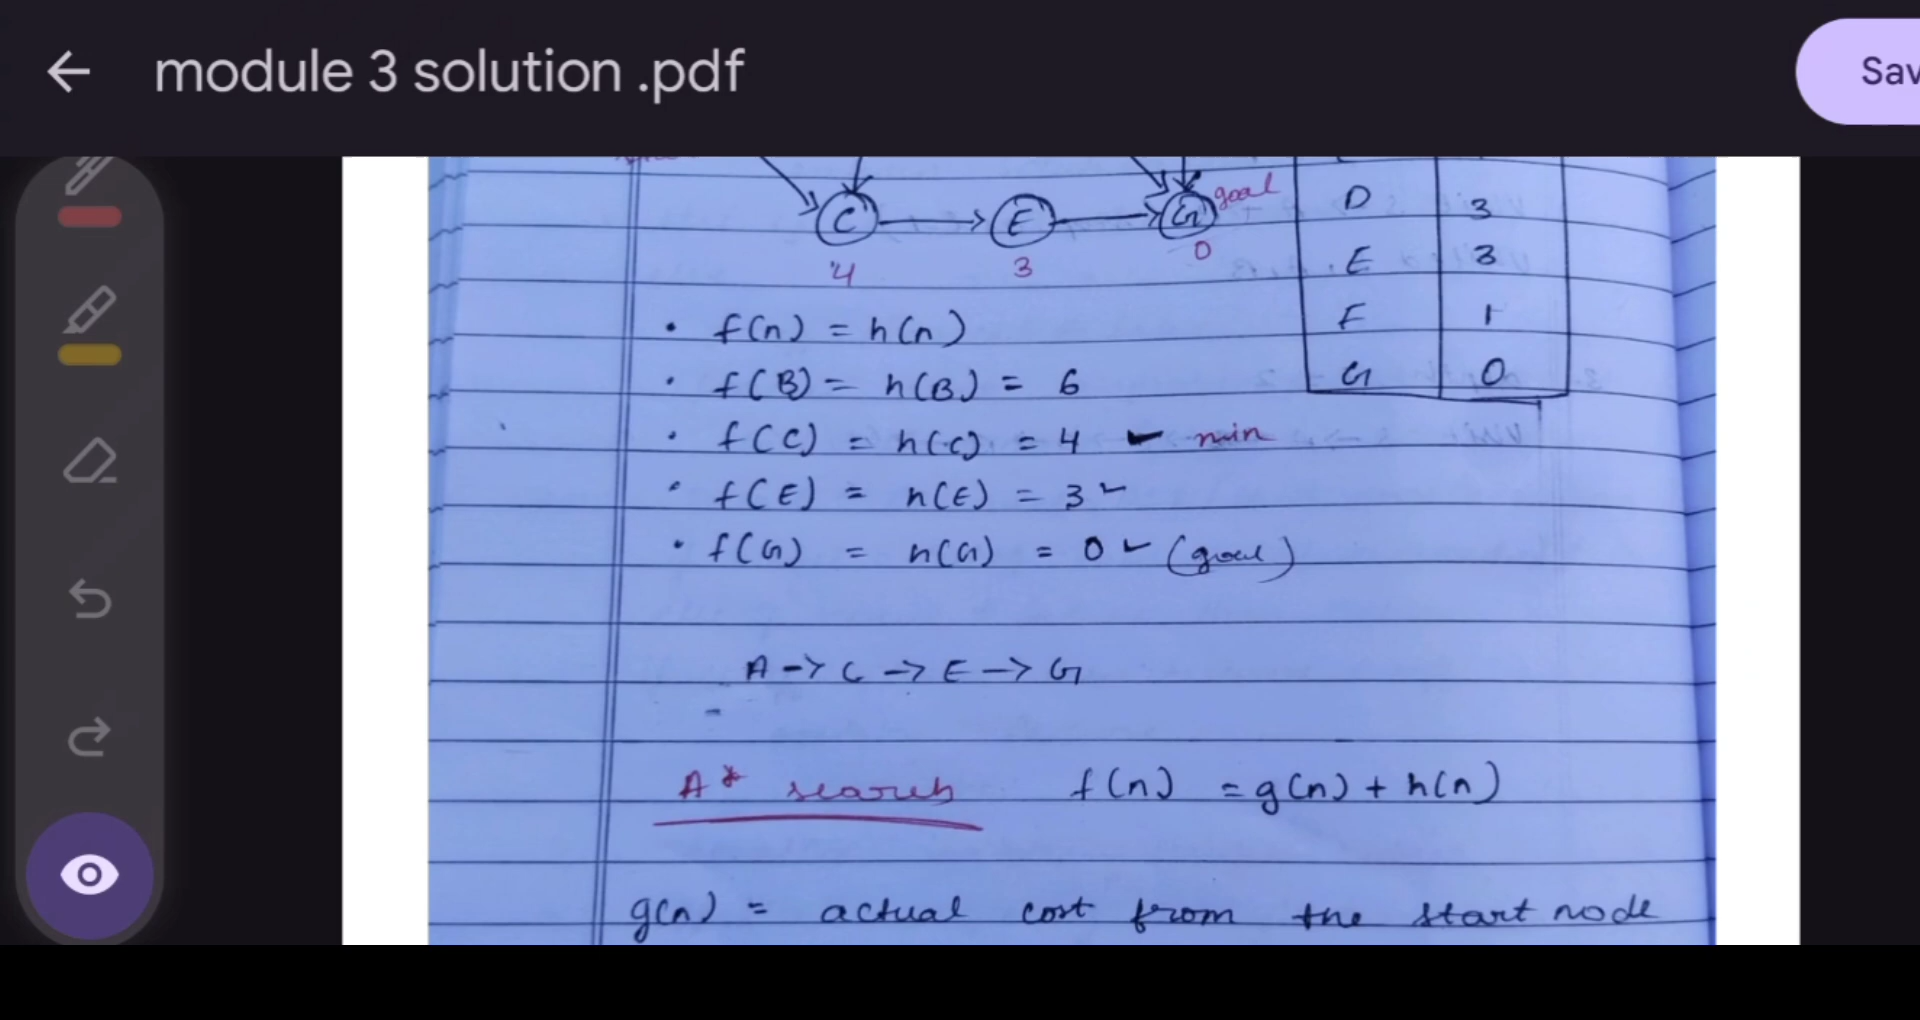 module 3 solution .pdf
Sav
goal
C
E
G
4
3
0
D 3
E 3
F 1
G 0
• f(n) = h(n)
• f(B) = h(B) = 6
• f(C) = h(C) = 4 ✓ min
• f(E) = h(E) = 3 ✓
• f(G) = h(G) = 0 ✓ (goal)
A -> C -> E -> G
A* search f(n) = g(n) + h(n)
g(n) = actual cost from the start node